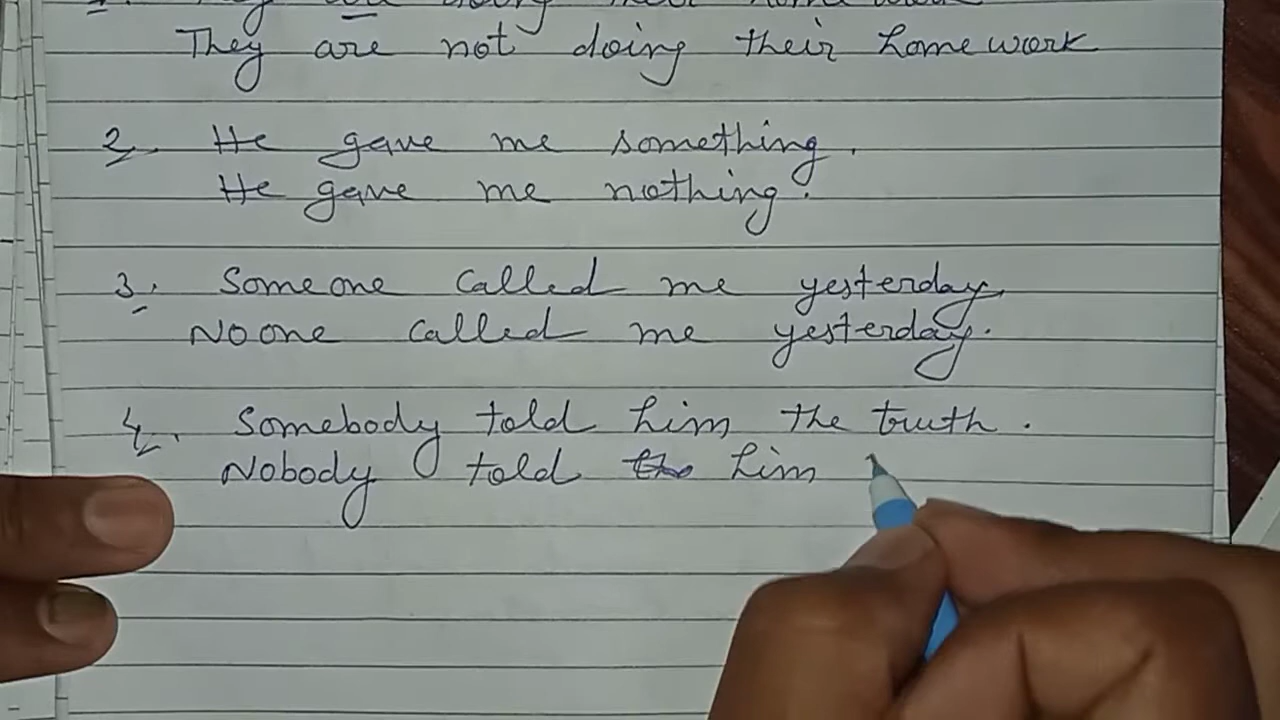 They are not doing their homework
2. He gave me something.
He gave me nothing.
3. Someone called me yesterday.
No one called me yesterday.
4. Somebody told him the truth.
Nobody told him